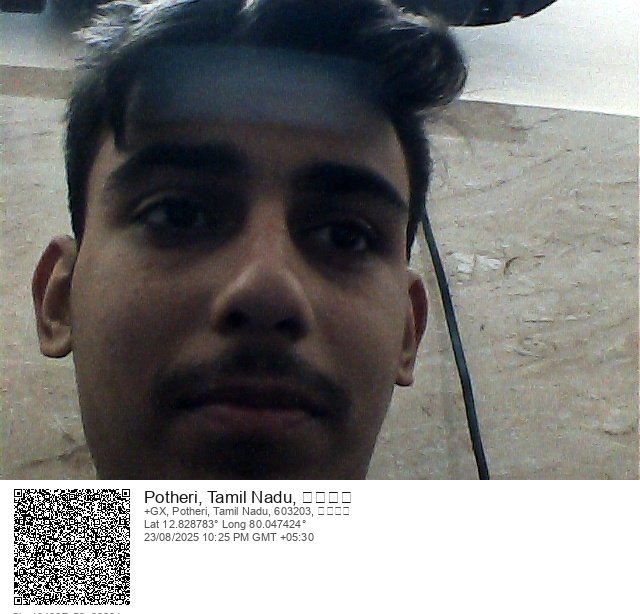 Potheri, Tamil Nadu, □□□□
+GX, Potheri, Tamil Nadu, 603203, □□□□
Lat 12.828783° Long 80.047424°
23/08/2025 10:25 PM GMT +05:30